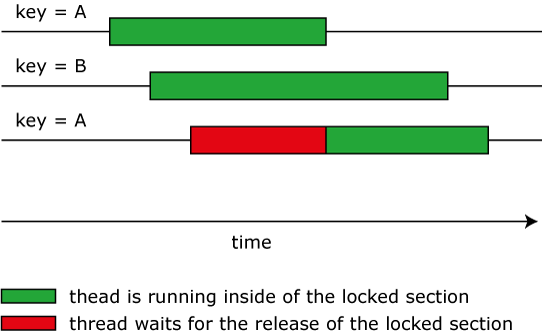 key = A
key = B
key = A
time
thead is running inside of the locked section
thread waits for the release of the locked section